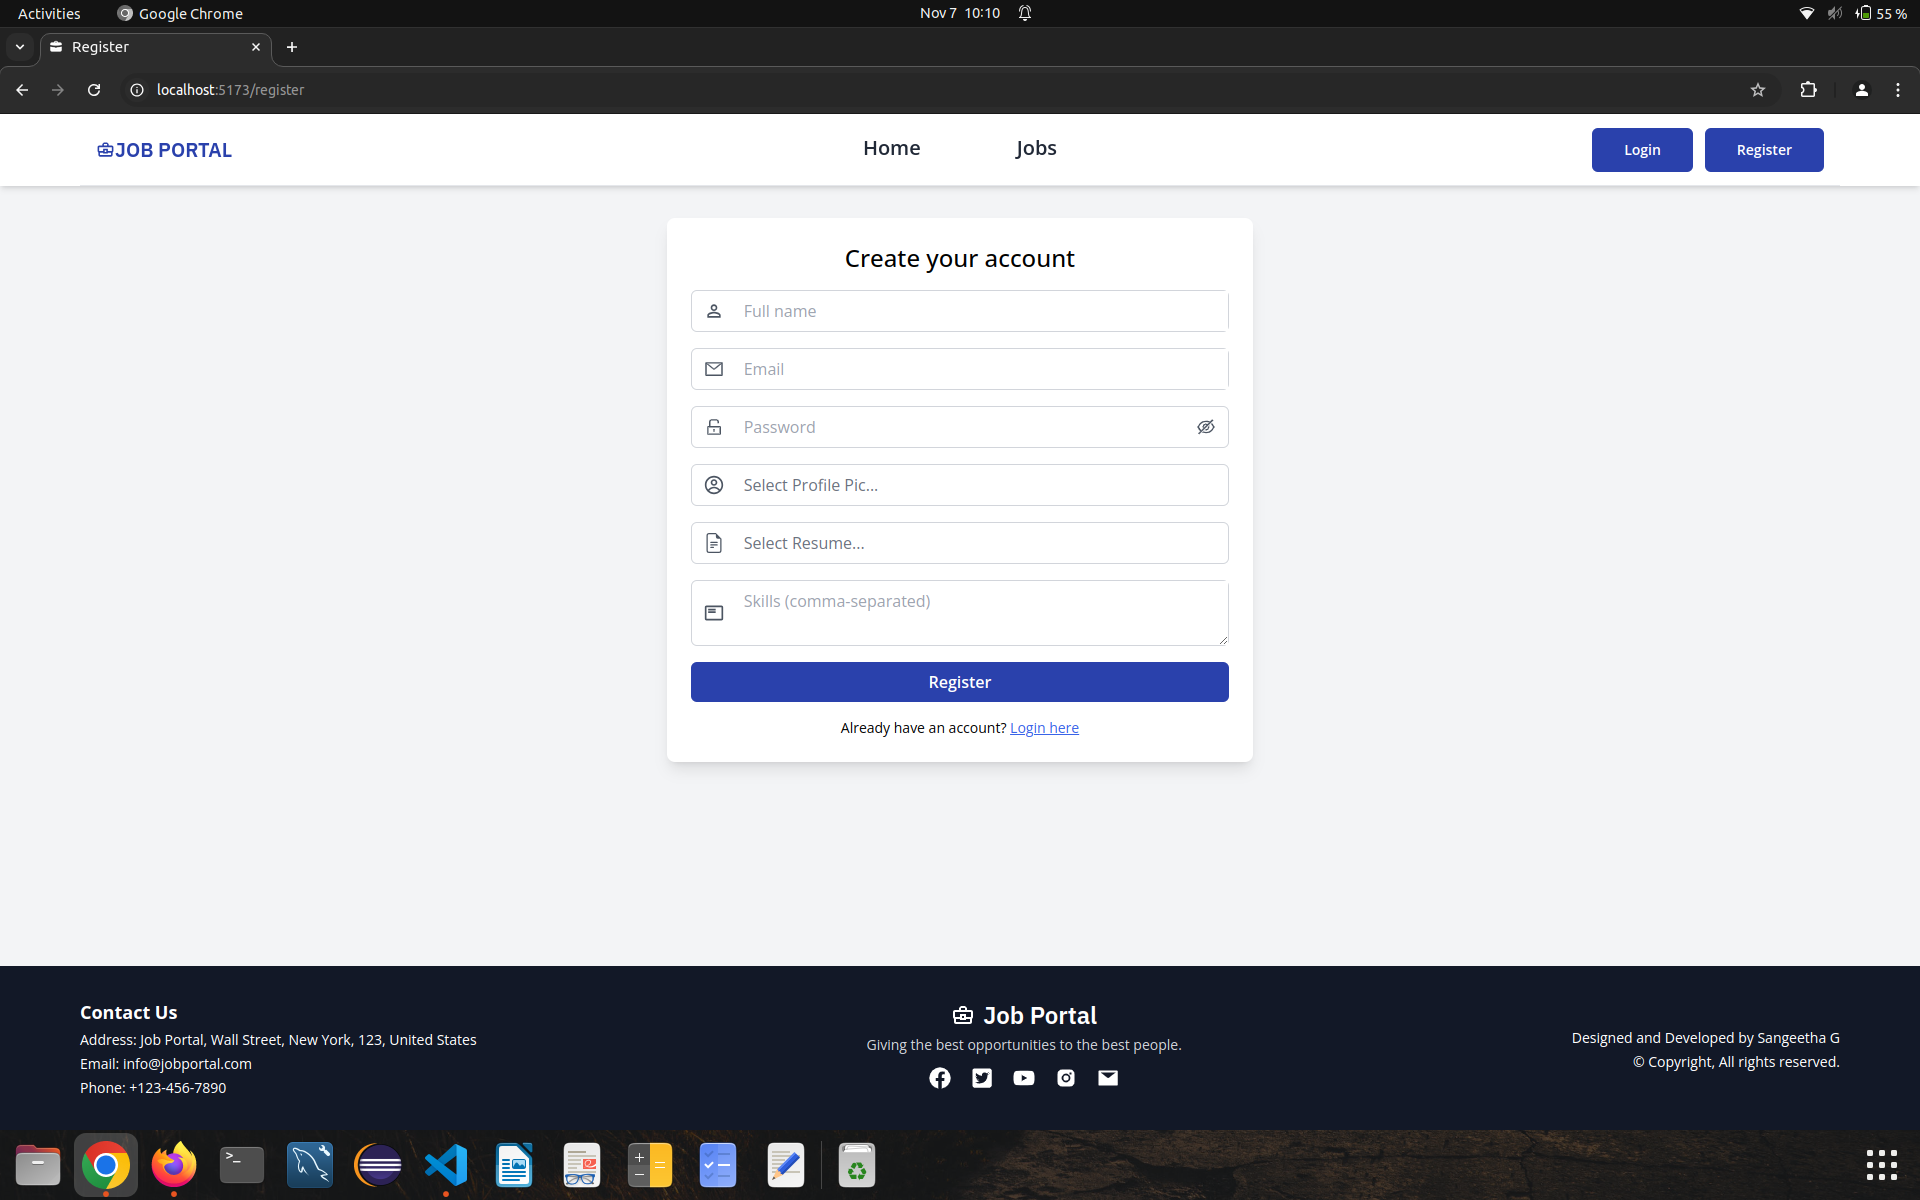 Activities Google Chrome Nov 7 10:10 55 %
Register
localhost:5173/register
JOB PORTAL Home Jobs Login Register
Create your account
Full name
Email
Password
Select Profile Pic...
Select Resume...
Skills (comma-separated)
Register
Already have an account? Login here
Contact Us
Address: Job Portal, Wall Street, New York, 123, United States
Email: info@jobportal.com
Phone: +123-456-7890
Job Portal
Giving the best opportunities to the best people.
Designed and Developed by Sangeetha G
© Copyright, All rights reserved.